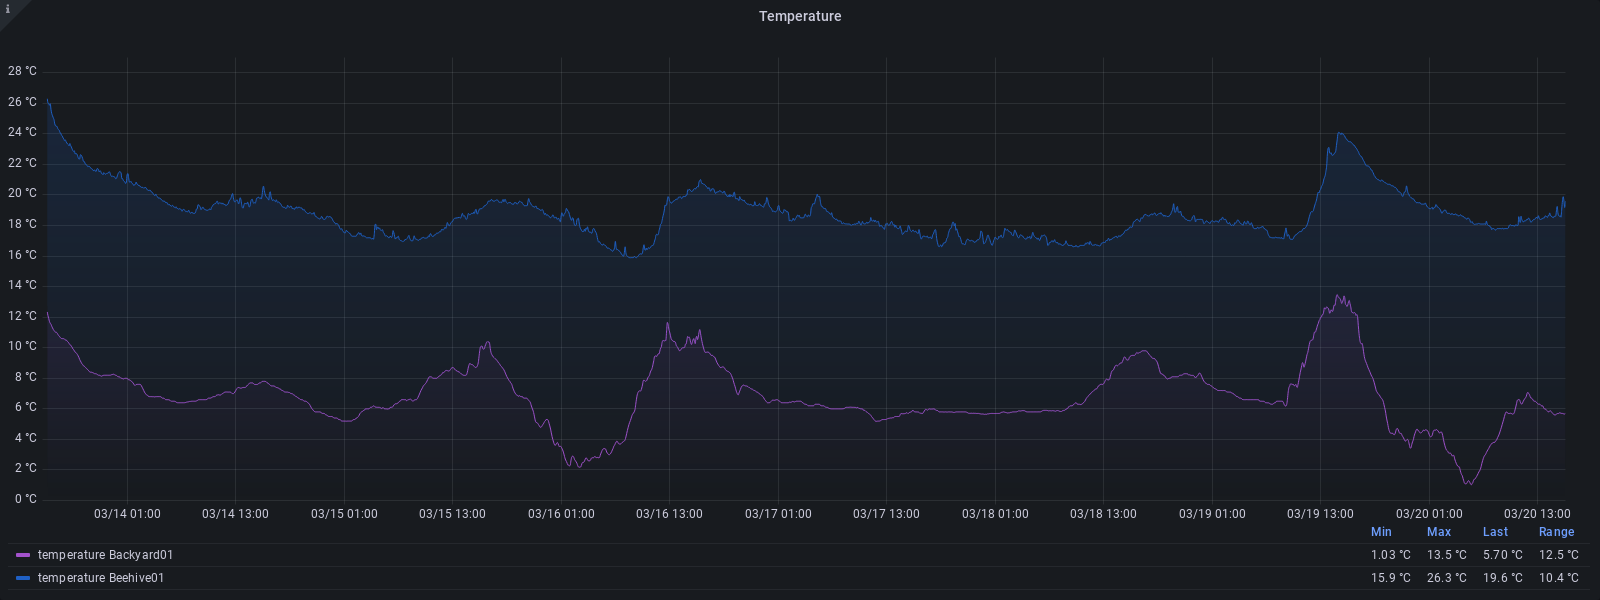 i
Temperature
28 °C
26 °C
24 °C
22 °C
20 °C
18 °C
16 °C
14 °C
12 °C
10 °C
8 °C
6 °C
4 °C
2 °C
0 °C
03/14 01:00 03/14 13:00 03/15 01:00 03/15 13:00 03/16 01:00 03/16 13:00 03/17 01:00 03/17 13:00 03/18 01:00 03/18 13:00 03/19 01:00 03/19 13:00 03/20 01:00 03/20 13:00
Min Max Last Range
temperature Backyard01 1.03 °C 13.5 °C 5.70 °C 12.5 °C
temperature Beehive01 15.9 °C 26.3 °C 19.6 °C 10.4 °C